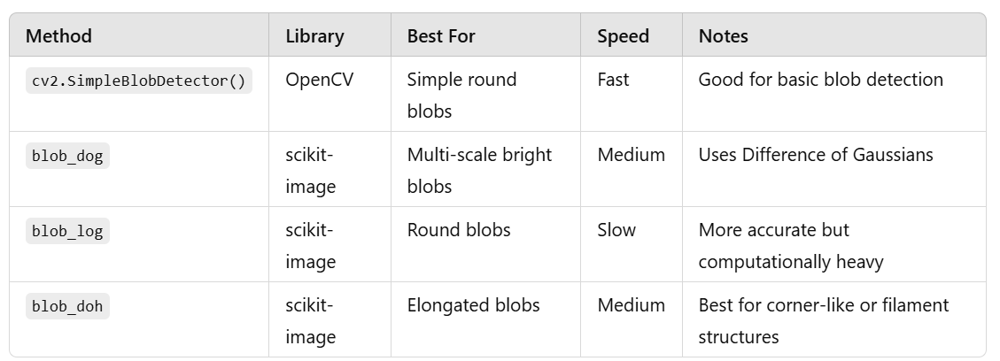 Method Library Best For Speed Notes
cv2.SimpleBlobDetector() OpenCV Simple round Fast Good for basic blob detection
blobs
blob_dog scikit- Multi-scale bright Medium Uses Difference of Gaussians
image blobs
blob_log scikit- Round blobs Slow More accurate but
image computationally heavy
blob_doh scikit- Elongated blobs Medium Best for corner-like or filament
image structures